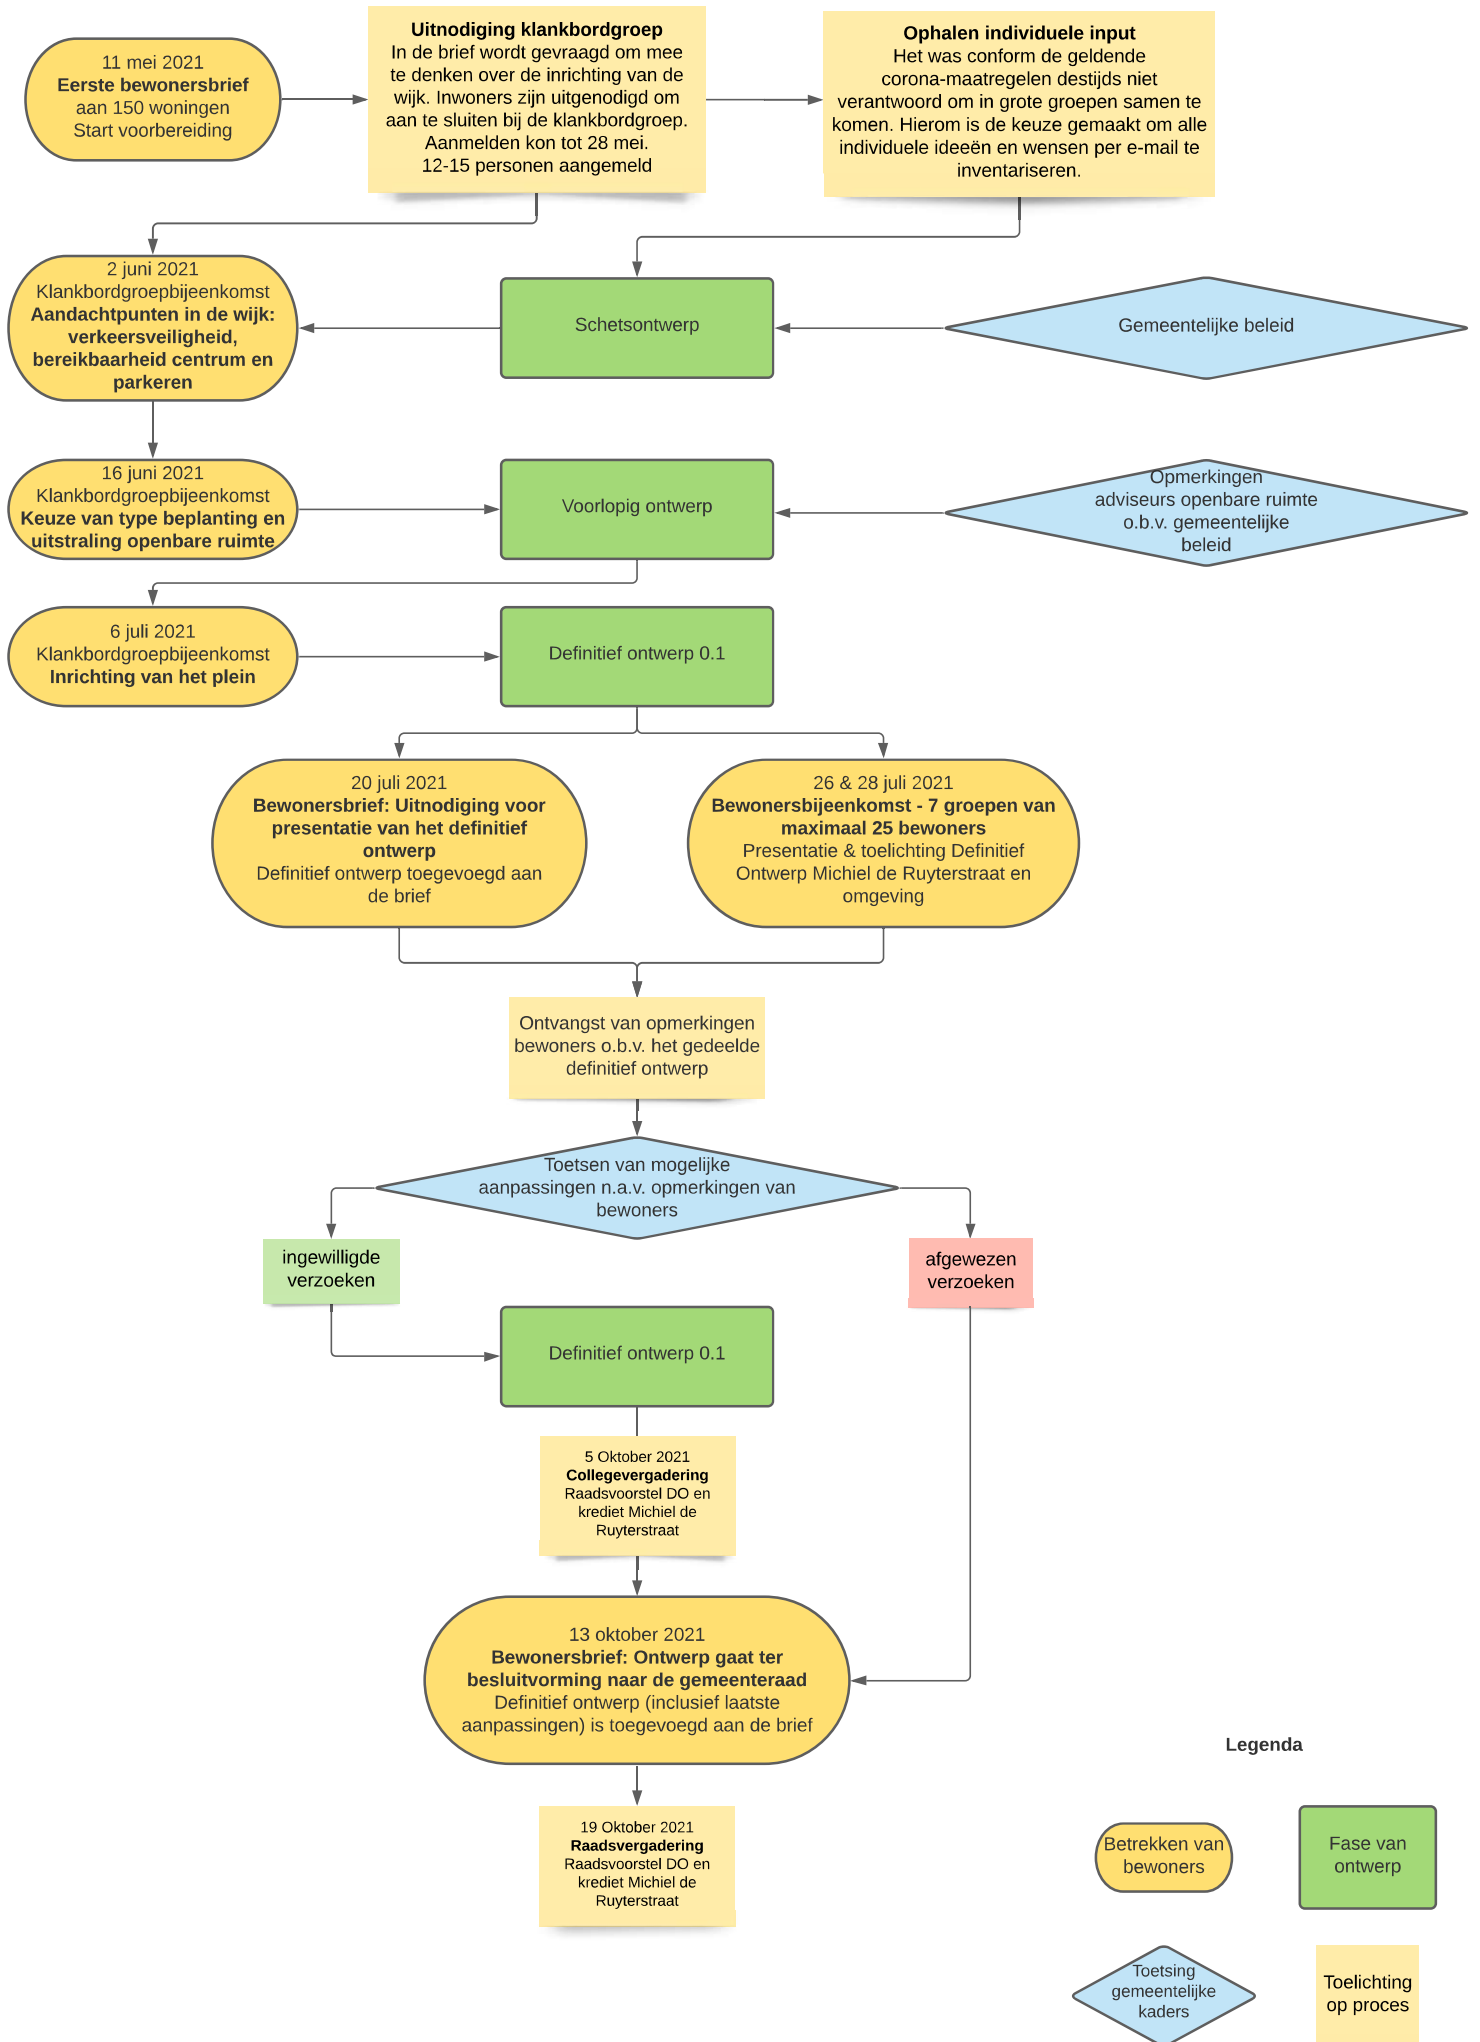 11 mei 2021
Eerste bewonersbrief
aan 150 woningen
Start voorbereiding
Uitnodiging klankbordgroep
In de brief wordt gevraagd om mee
te denken over de inrichting van de
wijk. Inwoners zijn uitgenodigd om
aan te sluiten bij de klankbordgroep.
Aanmelden kon tot 28 mei.
12-15 personen aangemeld
Ophalen individuele input
Het was conform de geldende
corona-maatregelen destijds niet
verantwoord om in grote groepen samen te
komen. Hierom is de keuze gemaakt om alle
individuele ideeën en wensen per e-mail te
inventariseren.
2 juni 2021
Klankbordgroepbijeenkomst
Aandachtpunten in de wijk:
verkeersveiligheid,
bereikbaarheid centrum en
parkeren
Schetsontwerp
Gemeentelijke beleid
16 juni 2021
Klankbordgroepbijeenkomst
Keuze van type beplanting en
uitstraling openbare ruimte
Voorlopig ontwerp
Opmerkingen
adviseurs openbare ruimte
o.b.v. gemeentelijke
beleid
6 juli 2021
Klankbordgroepbijeenkomst
Inrichting van het plein
Definitief ontwerp 0.1
20 juli 2021
Bewonersbrief: Uitnodiging voor
presentatie van het definitief
ontwerp
Definitief ontwerp toegevoegd aan
de brief
26 & 28 juli 2021
Bewonersbijeenkomst - 7 groepen van
maximaal 25 bewoners
Presentatie & toelichting Definitief
Ontwerp Michiel de Ruyterstraat en
omgeving
Ontvangst van opmerkingen
bewoners o.b.v. het gedeelde
definitief ontwerp
Toetsen van mogelijke
aanpassingen n.a.v. opmerkingen van
bewoners
ingewilligde
verzoeken
afgewezen
verzoeken
Definitief ontwerp 0.1
5 Oktober 2021
Collegevergadering
Raadsvoorstel DO en
krediet Michiel de
Ruyterstraat
13 oktober 2021
Bewonersbrief: Ontwerp gaat ter
besluitvorming naar de gemeenteraad
Definitief ontwerp (inclusief laatste
aanpassingen) is toegevoegd aan de brief
19 Oktober 2021
Raadsvergadering
Raadsvoorstel DO en
krediet Michiel de
Ruyterstraat
Legenda
Betrekken van
bewoners
Fase van
ontwerp
Toetsing
gemeentelijke
kaders
Toelichting
op proces